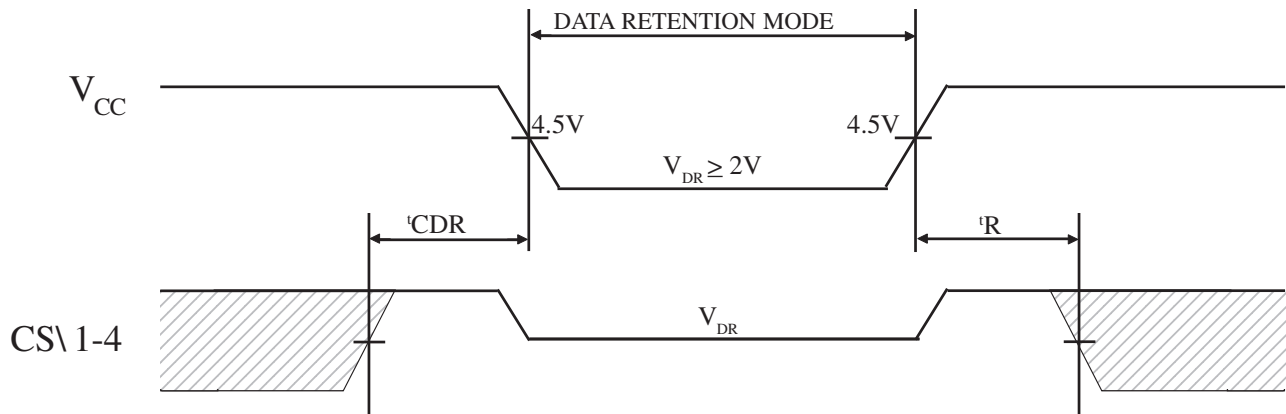 DATA RETENTION MODE
VCC
4.5V
4.5V
VDR ≥ 2V
tCDR
tR
VDR
CS\ 1-4